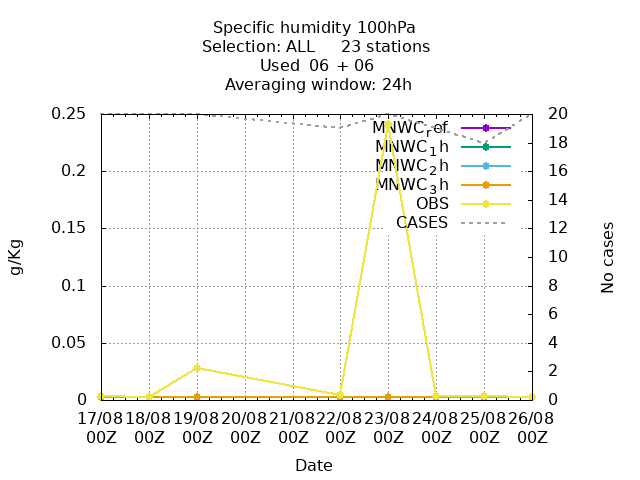 Specific humidity 100hPa
Selection: ALL 23 stations
Used 06 + 06
Averaging window: 24h
0.25
0.2
0.15
0.1
0.05
0
g/Kg
20
18
16
14
12
10
8
6
4
2
0
No cases
MNWC_ref
MNWC_1h
MNWC_2h
MNWC_3h
OBS
CASES
17/08 18/08 19/08 20/08 21/08 22/08 23/08 24/08 25/08 26/08
00Z 00Z 00Z 00Z 00Z 00Z 00Z 00Z 00Z 00Z
Date